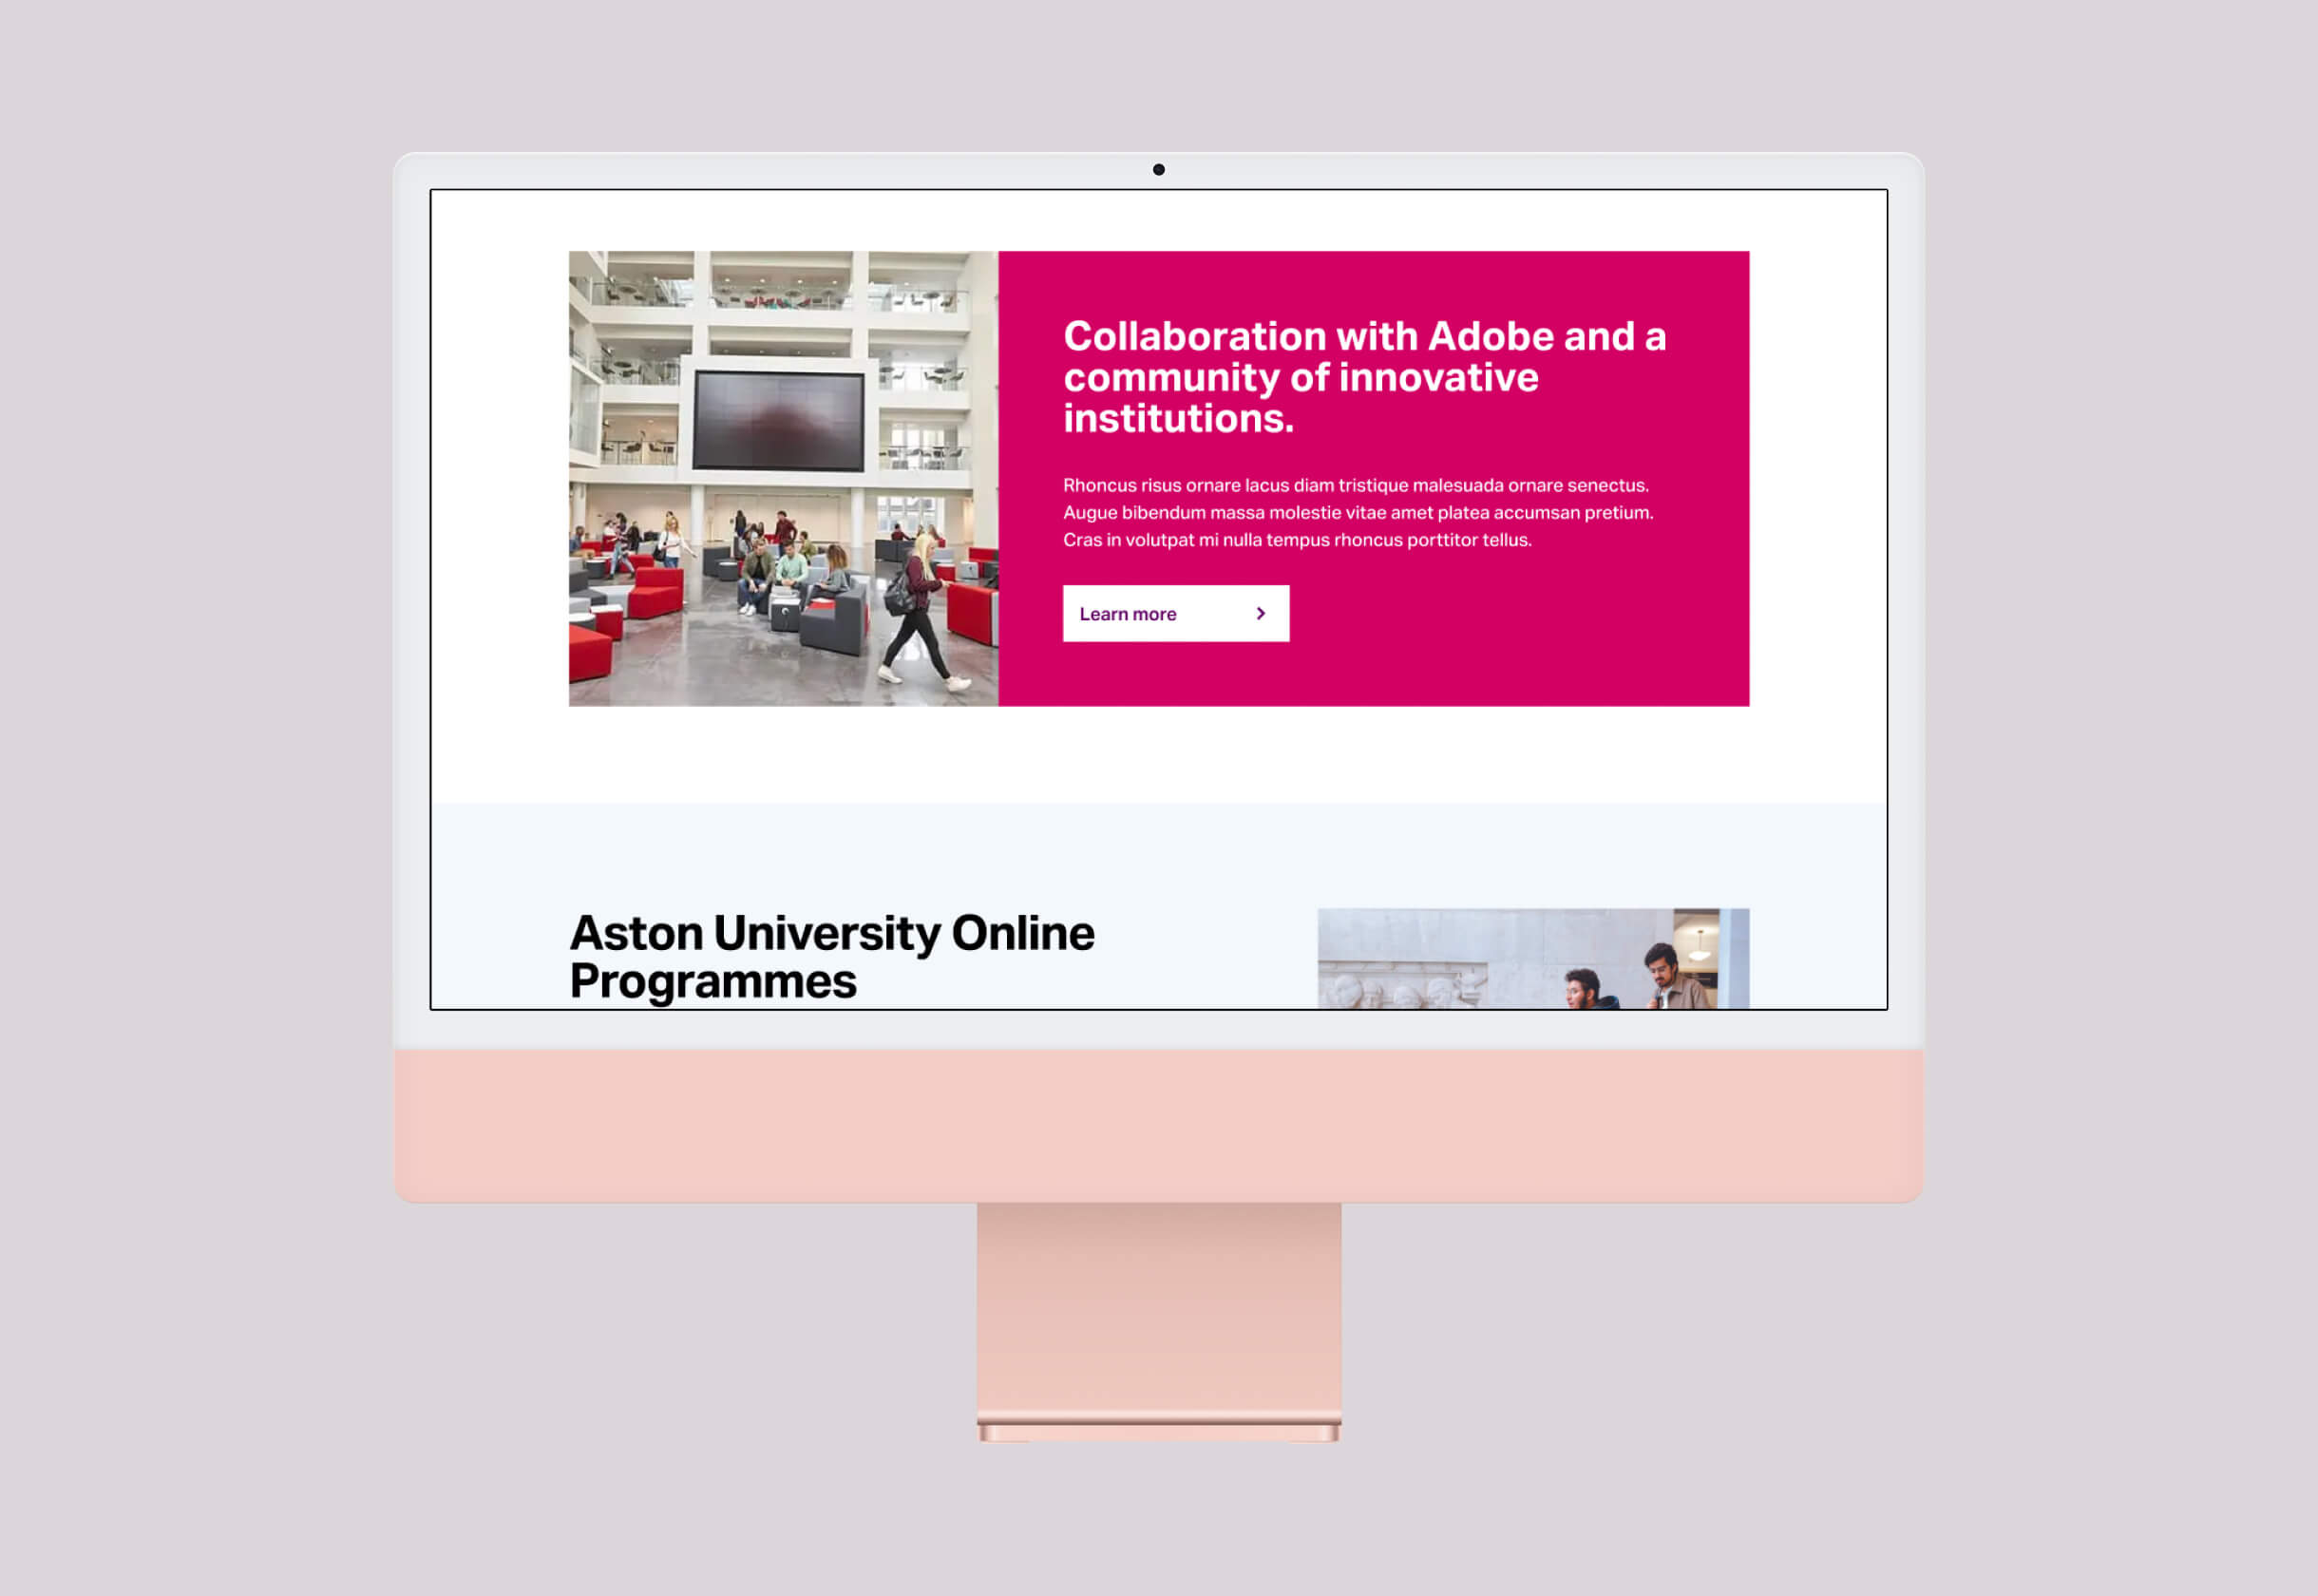 Collaboration with Adobe and a
community of innovative
institutions.
Rhoncus risus ornare lacus diam tristique malesuada ornare senectus.
Augue bibendum massa molestie vitae amet platea accumsan pretium.
Cras in volutpat mi nulla tempus rhoncus porttitor tellus.
Learn more
Aston University Online
Programmes